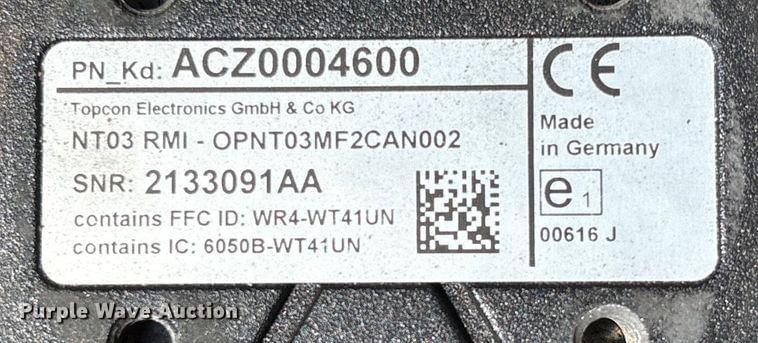 PN_Kd: ACZ0004600
Topcon Electronics GmbH & Co KG
NT03 RMI - OPNT03MF2CAN002
SNR: 2133091AA
contains FFC ID: WR4-WT41UN
contains IC: 6050B-WT41UN
CE
Made
in Germany
e1
00616 J
Purple Wave Auction